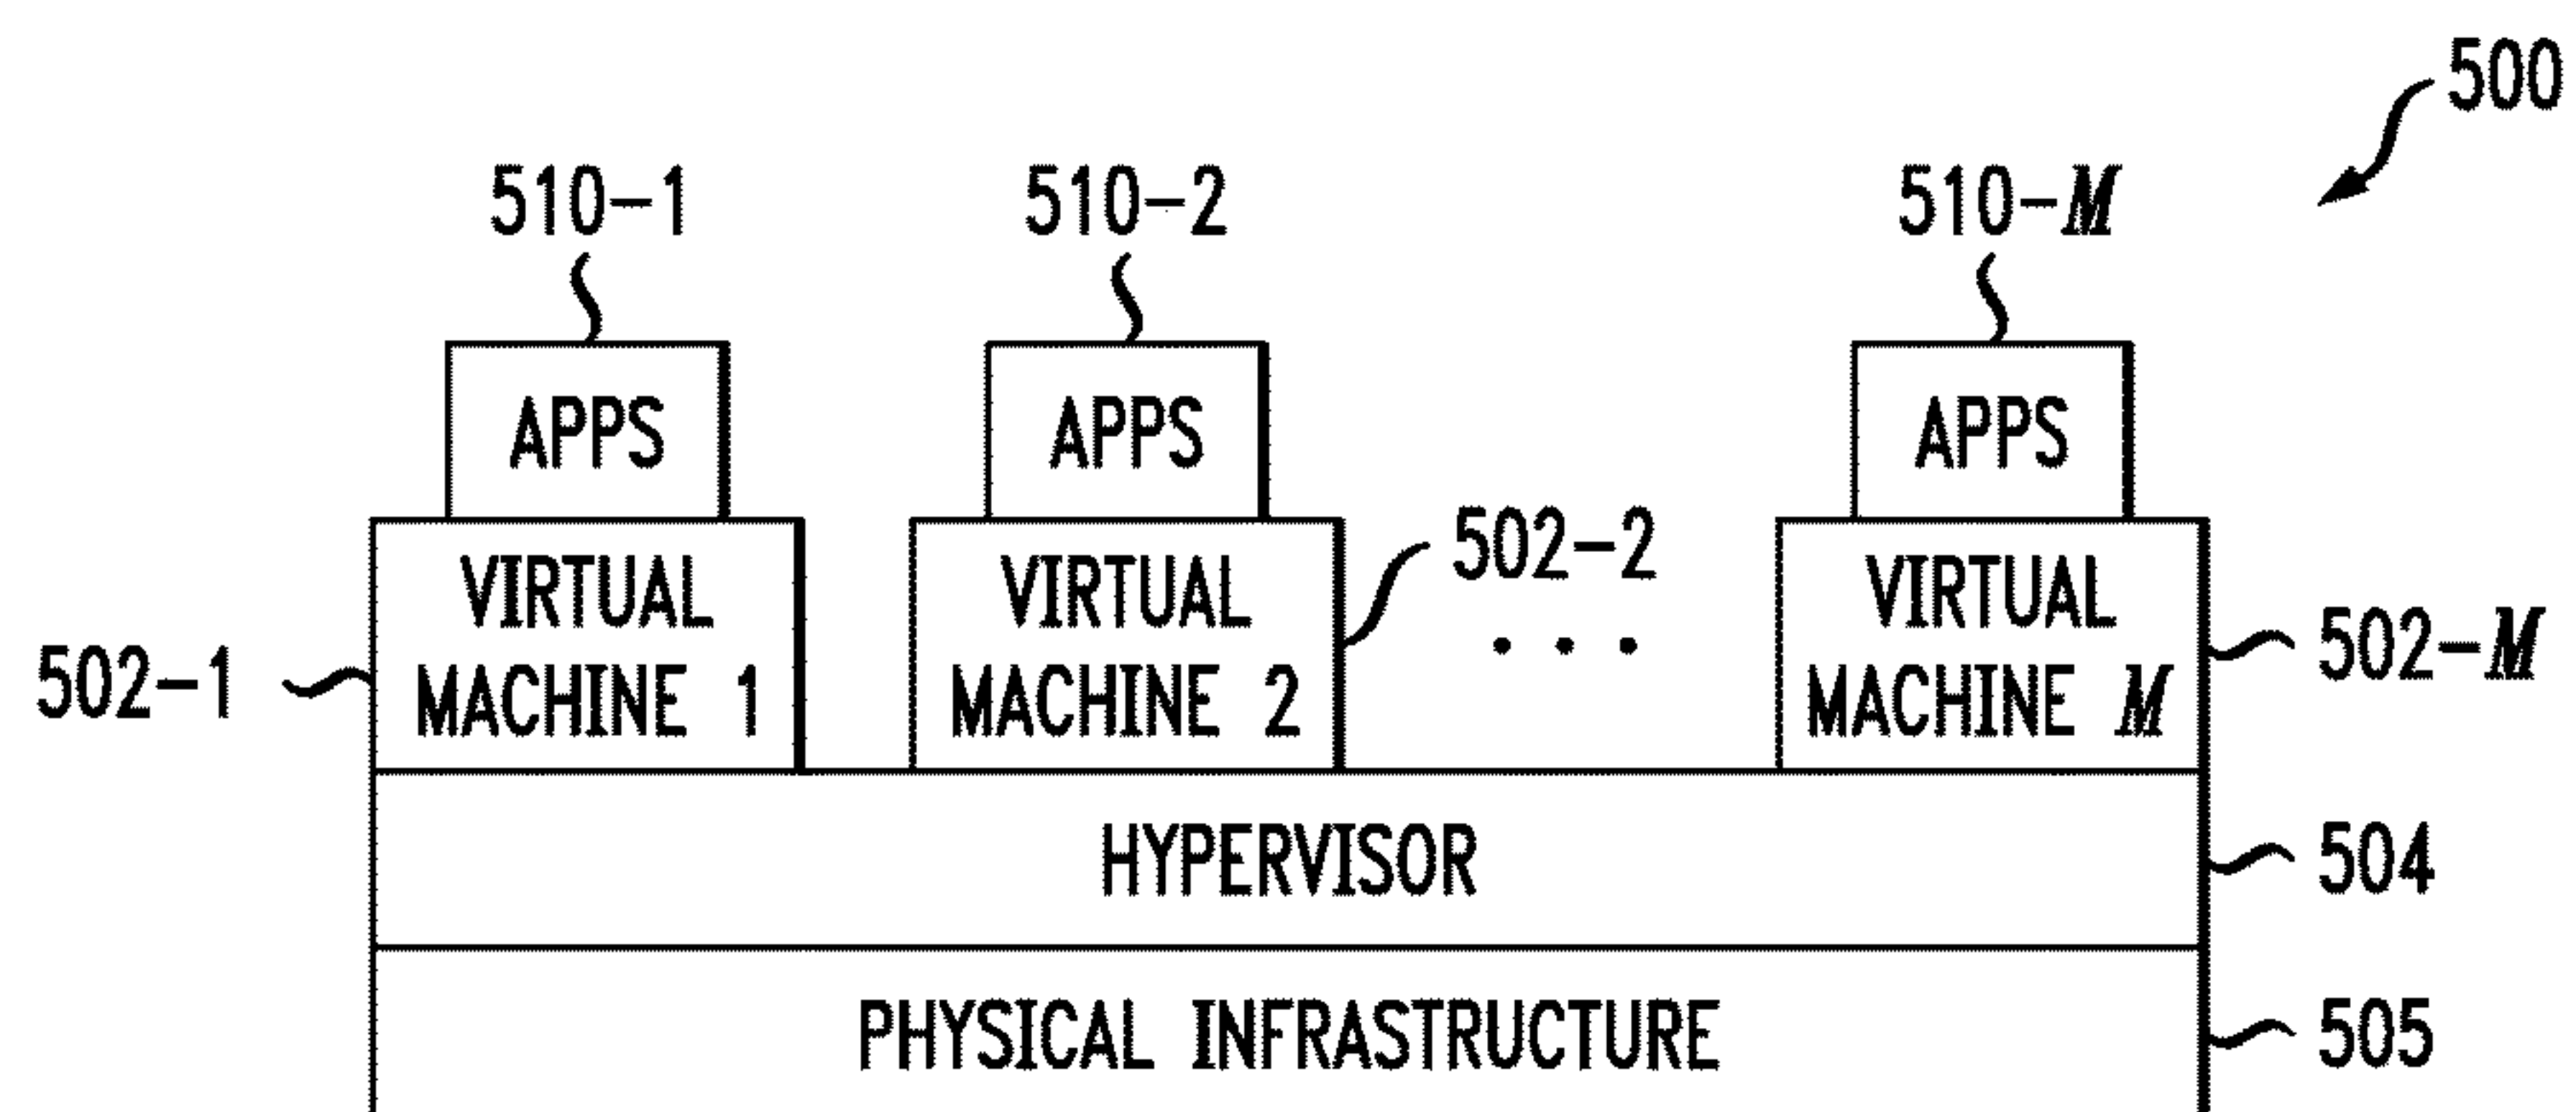 500
510-1
510-2
510-M
APPS
APPS
APPS
502-2
VIRTUAL
MACHINE 1
VIRTUAL
MACHINE 2
. . .
VIRTUAL
MACHINE M
502-1
502-M
HYPERVISOR
504
PHYSICAL INFRASTRUCTURE
505